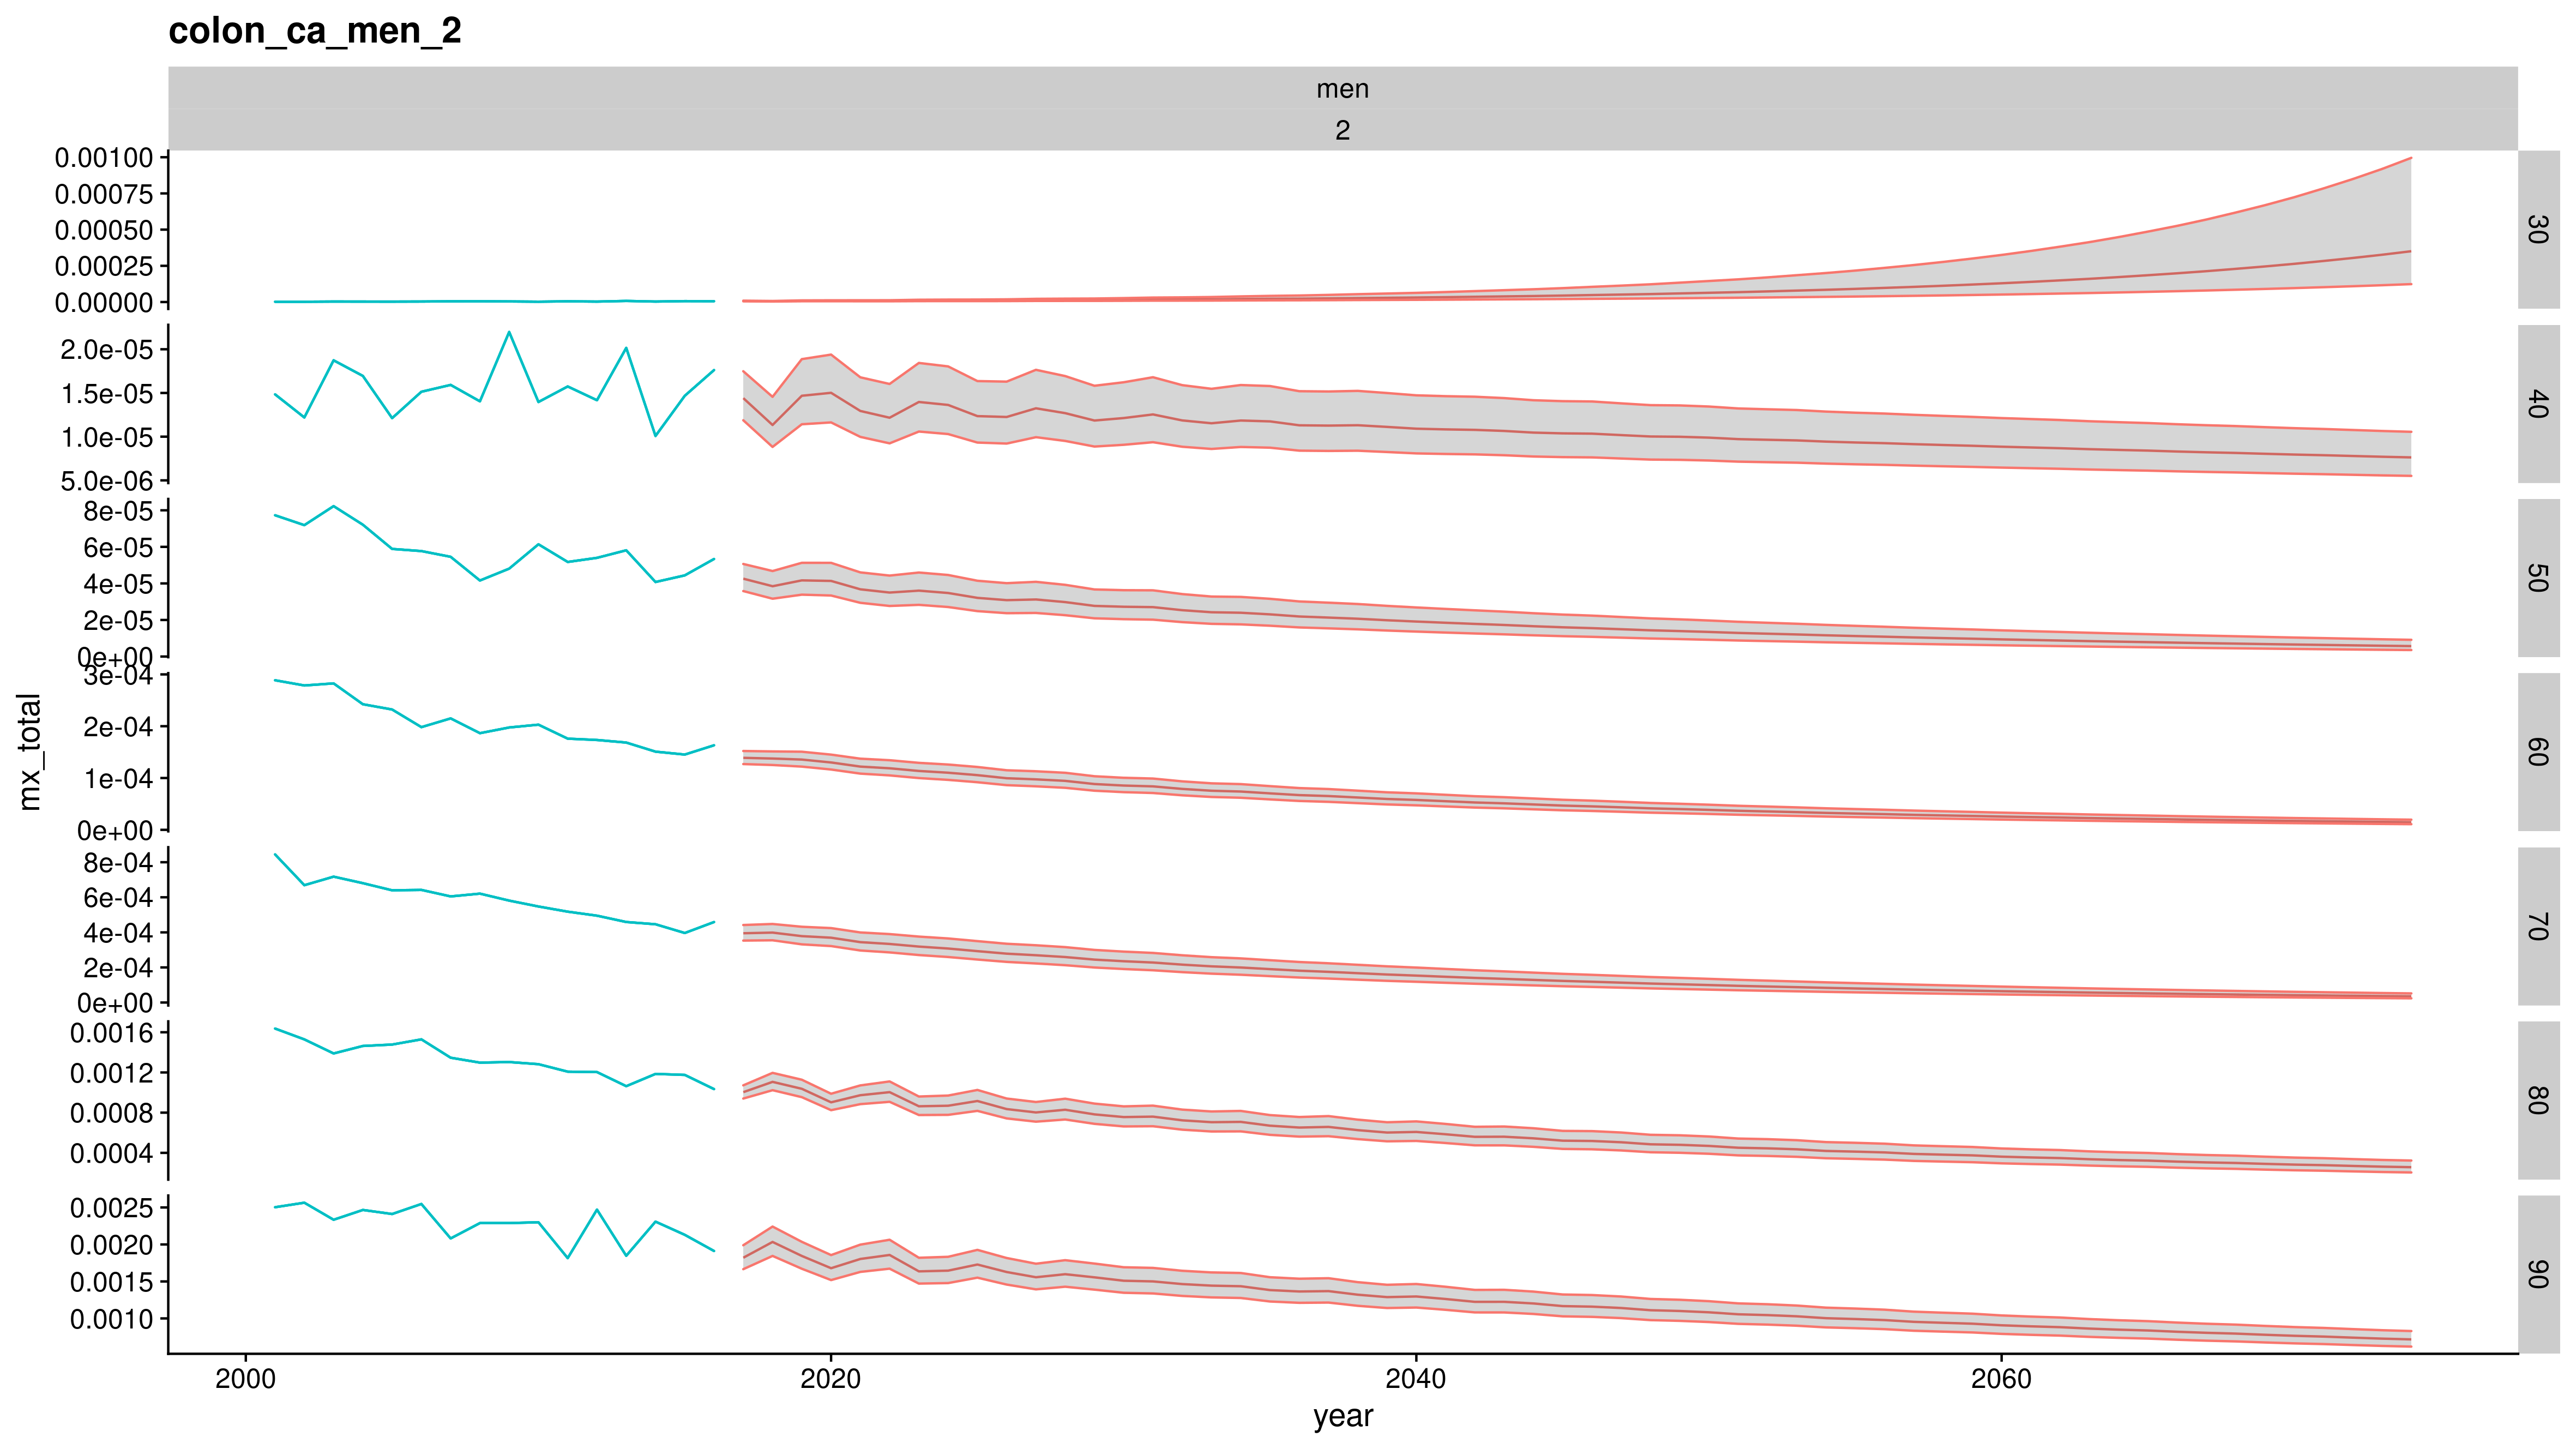 colon_ca_men_2
men
2
0.00100
0.00075
0.00050
0.00025
0.00000
30
2.0e-05
1.5e-05
1.0e-05
5.0e-06
40
8e-05
6e-05
4e-05
2e-05
0e+00
50
3e-04
2e-04
1e-04
0e+00
60
8e-04
6e-04
4e-04
2e-04
0e+00
70
0.0016
0.0012
0.0008
0.0004
80
0.0025
0.0020
0.0015
0.0010
90
mx_total
2000 2020 2040 2060
year